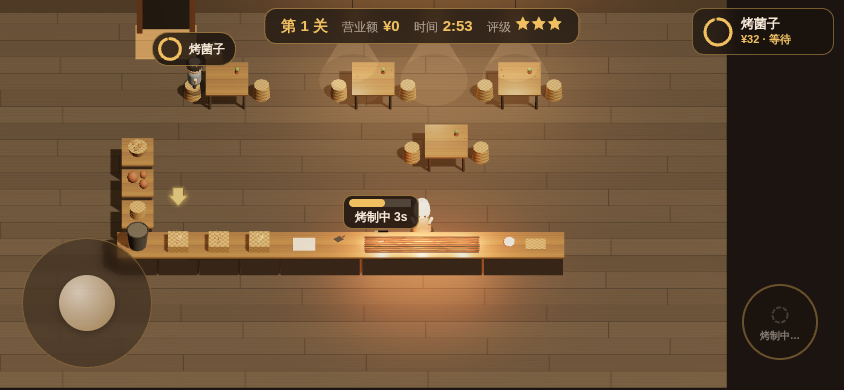 第 1 关 营业额 ¥0 时间 2:53 评级
烤菌子
烤菌子
¥32 · 等待
烤制中 3s
烤制中...